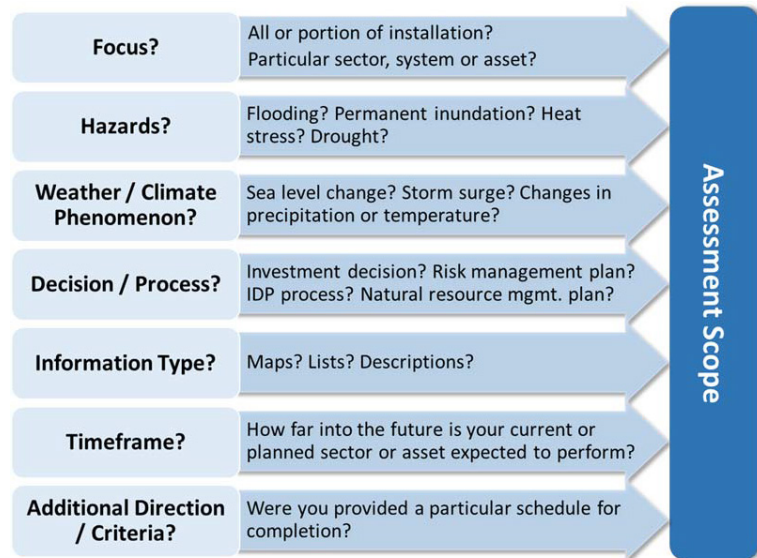 Focus?
All or portion of installation?
Particular sector, system or asset?
Hazards?
Flooding? Permanent inundation? Heat
stress? Drought?
Weather / Climate
Phenomenon?
Sea level change? Storm surge? Changes in
precipitation or temperature?
Decision / Process?
Investment decision? Risk management plan?
IDP process? Natural resource mgmt. plan?
Information Type?
Maps? Lists? Descriptions?
Timeframe?
How far into the future is your current or
planned sector or asset expected to perform?
Additional Direction
/ Criteria?
Were you provided a particular schedule for
completion?
Assessment Scope